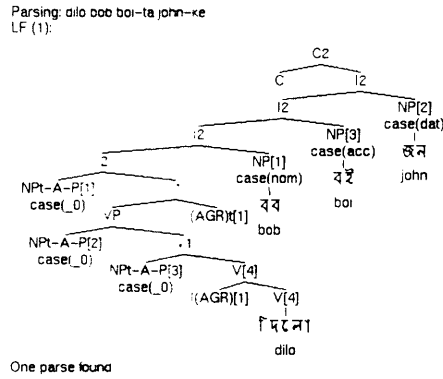 Parsing: dilo bob boi-ta john-ke
LF (1):
C2
C I2
I2 NP[2]
case(dat)
I2 NP[3]
case(acc) জন
NP[1] বই john
case(nom)
NPt-A-P[1] boi
case(_0) বব
VP (AGR)t[1]
bob
NPt-A-P[2]
case(_0)
NPt-A-P[3] V[4]
case(_0)
(AGR)[1] V[4]
দিলো
dilo
One parse found